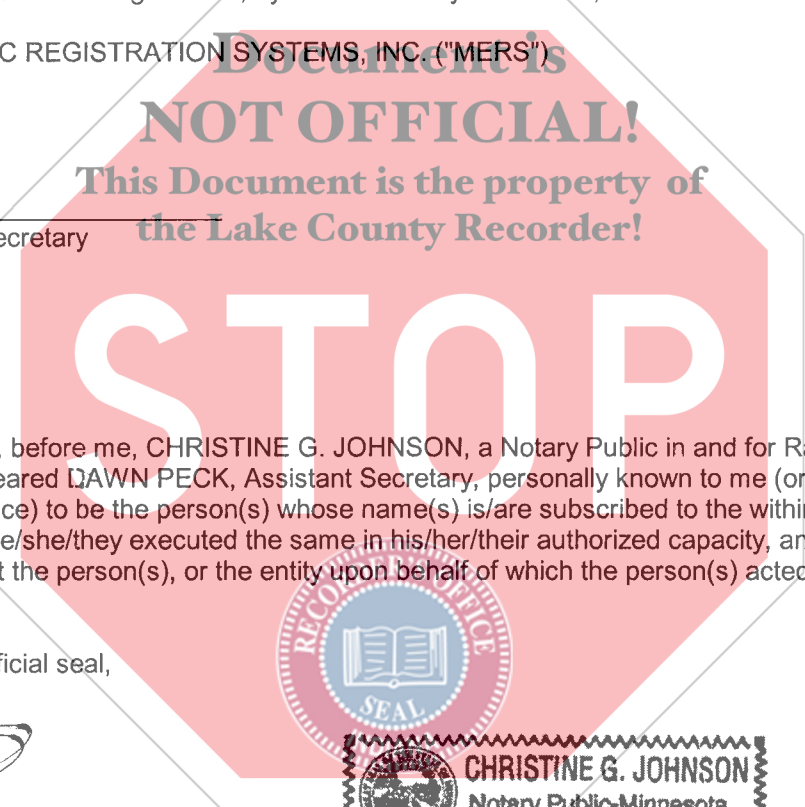 C REGISTRATION SYSTEMS, INC. ("MERS")
Document is
NOT OFFICIAL!
This Document is the property of
the Lake County Recorder!
ecretary
STOP
, before me, CHRISTINE G. JOHNSON, a Notary Public in and for Ra
eared DAWN PECK, Assistant Secretary, personally known to me (or
ce) to be the person(s) whose name(s) is/are subscribed to the within
e/she/they executed the same in his/her/their authorized capacity, an
t the person(s), or the entity upon behalf of which the person(s) acted
RECORDER'S OFFICE
SEAL
ficial seal,
CHRISTINE G. JOHNSON
Notary Public-Minnesota